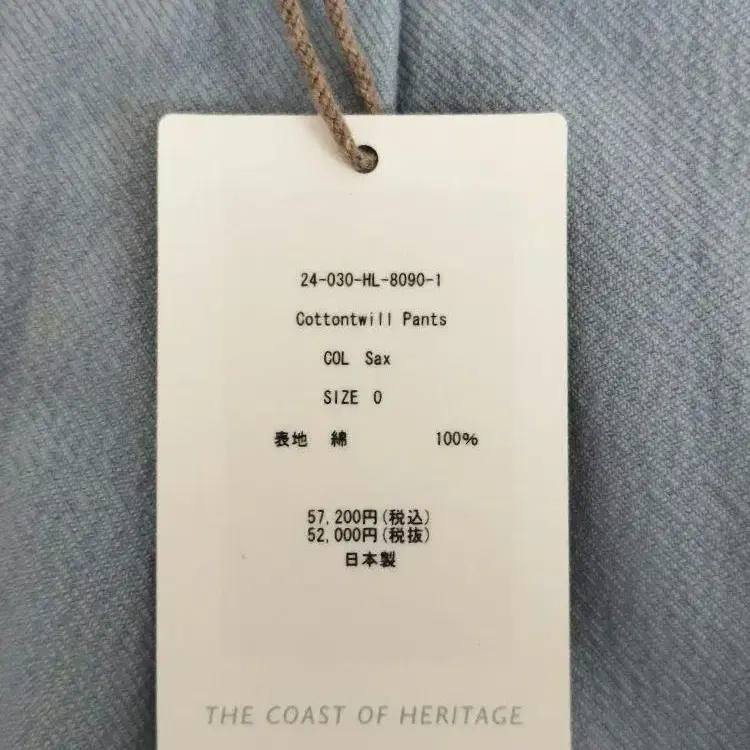 24-030-HL-8090-1
Cottontwill Pants
COL Sax
SIZE 0
表地 綿 100%
57,200円(税込)
52,000円(税抜)
日本製
THE COAST OF HERITAGE